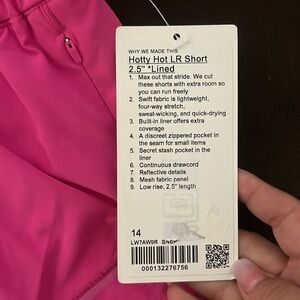 WHY WE MADE THIS
Hotty Hot LR Short
2.5" *Lined
1. Max out that stride. We cut
these shorts with extra room so
you can run freely
2. Swift fabric is lightweight,
four-way stretch,
sweat-wicking, and quick-drying
3. Built-in liner offers extra
coverage
4. A discreet zippered pocket in
the seam for small items
5. Secret stash pocket in the
liner
6. Continuous drawcord
7. Reflective details
8. Mesh fabric panel
9. Low rise, 2.5" length
14
LW7AW9R
000132276756